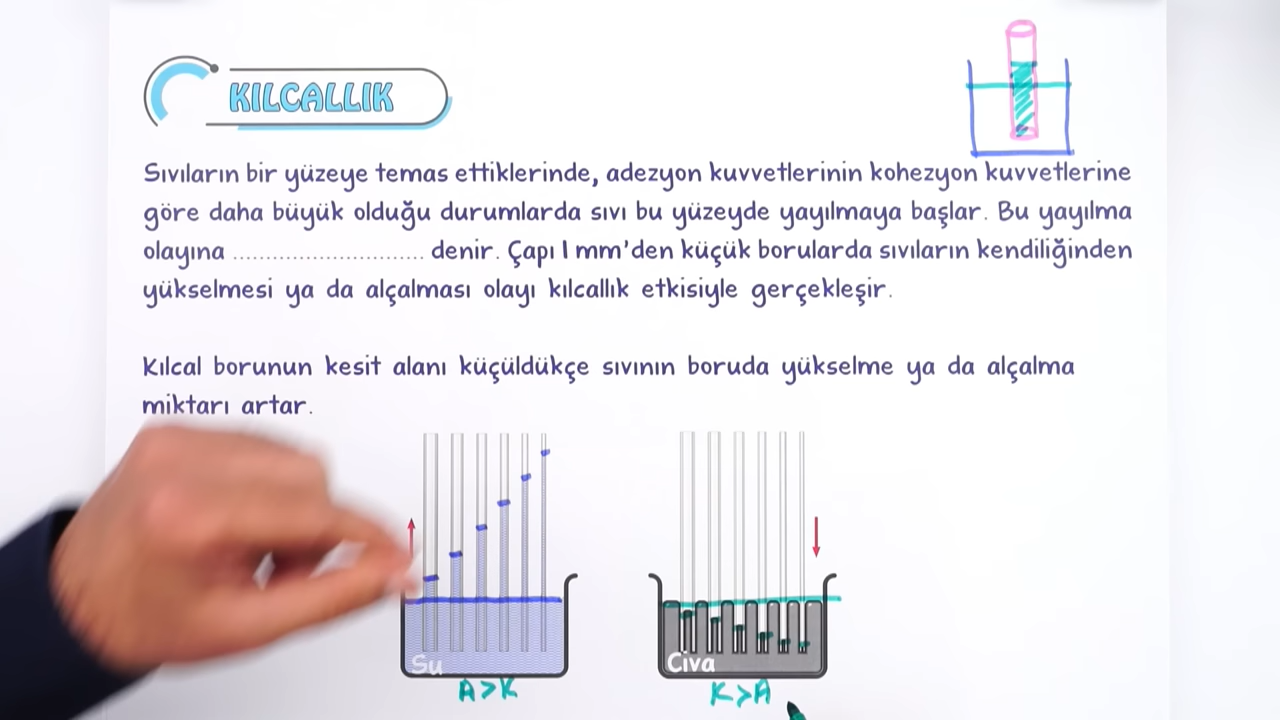 KILCALLIK
Sıvıların bir yüzeye temas ettiklerinde, adezyon kuvvetlerinin kohezyon kuvvetlerine
göre daha büyük olduğu durumlarda sıvı bu yüzeyde yayılmaya başlar. Bu yayılma
olayına ............................ denir. Çapı 1 mm'den küçük borularda sıvıların kendiliğinden
yükselmesi ya da alçalması olayı kılcallık etkisiyle gerçekleşir.
Kılcal borunun kesit alanı küçüldükçe sıvının boruda yükselme ya da alçalma
miktarı artar.
Su
Civa
A>K
K>A